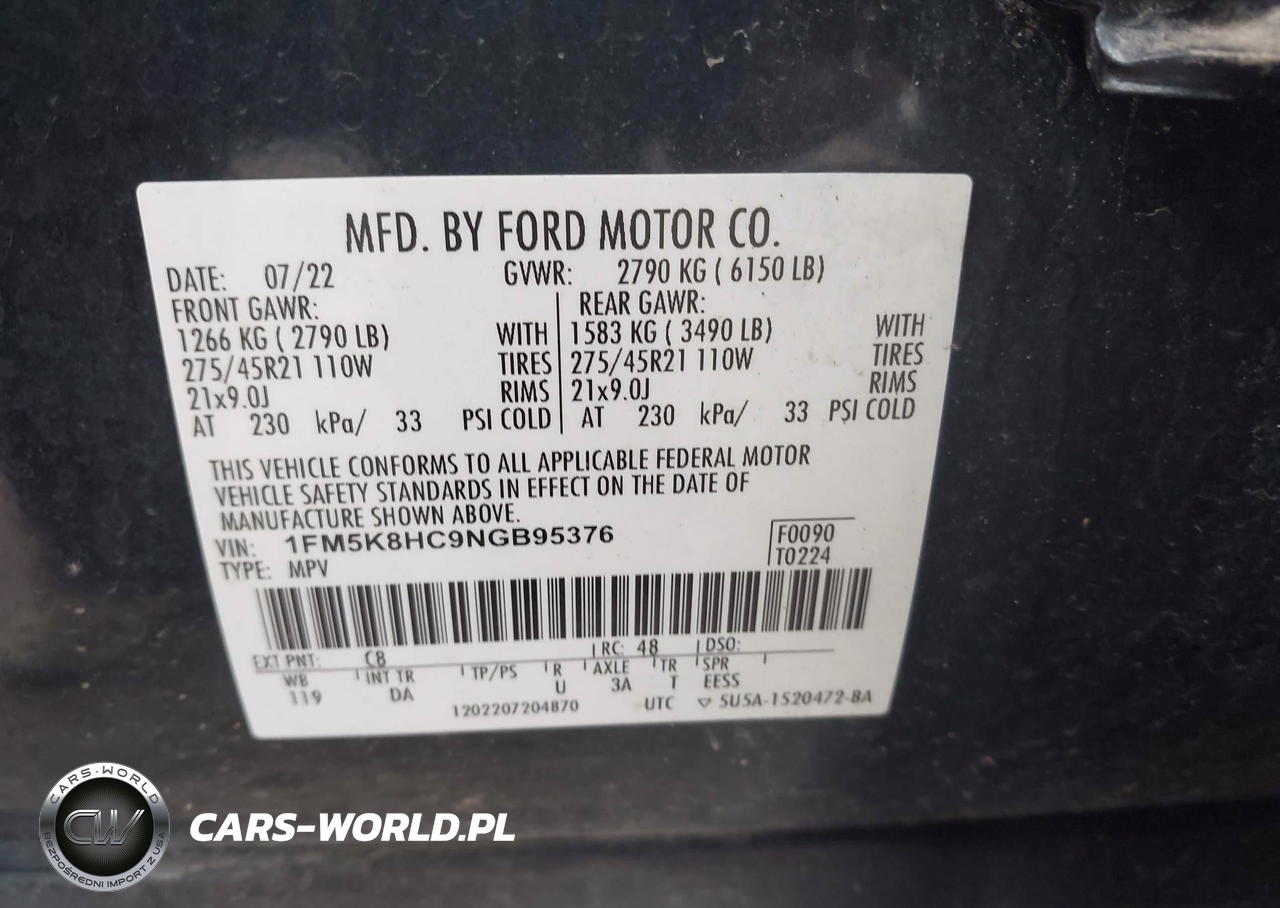 MFD. BY FORD MOTOR CO.
DATE: 07/22 GVWR: 2790 KG ( 6150 LB)
FRONT GAWR: REAR GAWR:
1266 KG ( 2790 LB) WITH 1583 KG ( 3490 LB) WITH
275/45R21 110W TIRES 275/45R21 110W TIRES
21x9.0J RIMS 21x9.0J RIMS
AT 230 kPa/ 33 PSI COLD AT 230 kPa/ 33 PSI COLD
THIS VEHICLE CONFORMS TO ALL APPLICABLE FEDERAL MOTOR
VEHICLE SAFETY STANDARDS IN EFFECT ON THE DATE OF
MANUFACTURE SHOWN ABOVE.
VIN: 1FM5K8HC9NGB95376 F0090
TYPE: MPV T0224
EXT PNT: C8 RC: 48 DSO:
WB INT TR TP/PS R AXLE TR SPR
119 DA U 3A T EESS
1202207204870 UTC ▽ 5U5A-1520472-BA
CARS-WORLD
CW
BEZPOŚREDNI IMPORT Z USA
CARS-WORLD.PL